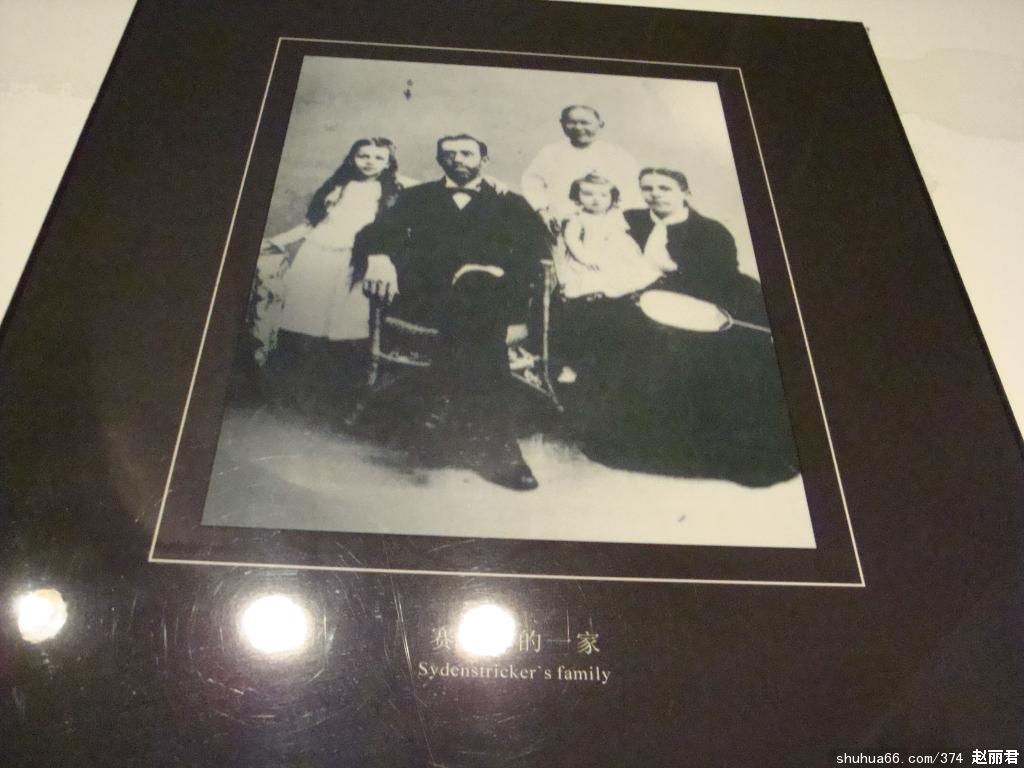 赛 的一家
Sydenstricker`s family
shuhua66.com/374 赵丽君